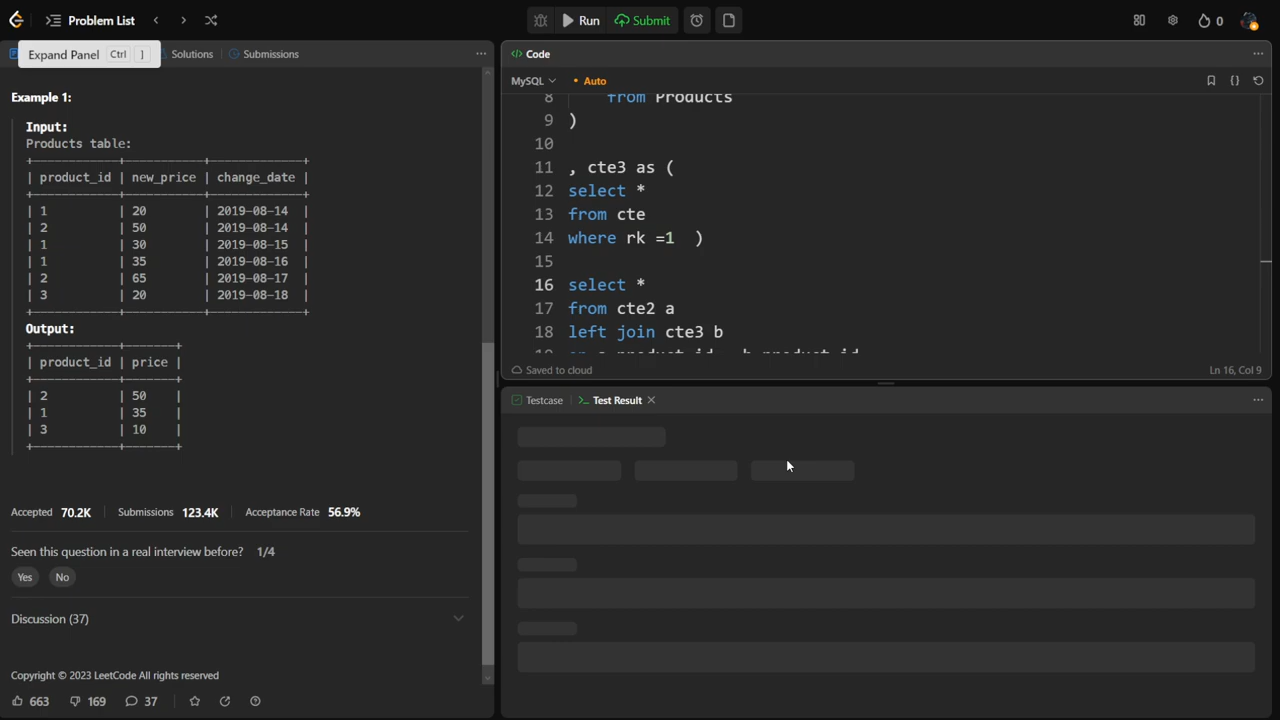 Problem List
Run
Submit
0
Expand Panel Ctrl ]
Solutions
Submissions
Example 1:
Input:
Products table:
+------------+-----------+-------------+
| product_id | new_price | change_date |
+------------+-----------+-------------+
| 1 | 20 | 2019-08-14 |
| 2 | 50 | 2019-08-14 |
| 1 | 30 | 2019-08-15 |
| 1 | 35 | 2019-08-16 |
| 2 | 65 | 2019-08-17 |
| 3 | 20 | 2019-08-18 |
+------------+-----------+-------------+
Output:
+------------+-------+
| product_id | price |
+------------+-------+
| 2 | 50 |
| 1 | 35 |
| 3 | 10 |
+------------+-------+
Accepted 70.2K Submissions 123.4K Acceptance Rate 56.9%
Seen this question in a real interview before? 1/4
Yes No
Discussion (37)
Copyright © 2023 LeetCode All rights reserved
663 169 37
</> Code
MySQL Auto
8 from Products
9 )
10
11 , cte3 as (
12 select *
13 from cte
14 where rk =1 )
15
16 select *
17 from cte2 a
18 left join cte3 b
Saved to cloud
Ln 16, Col 9
Testcase
Test Result